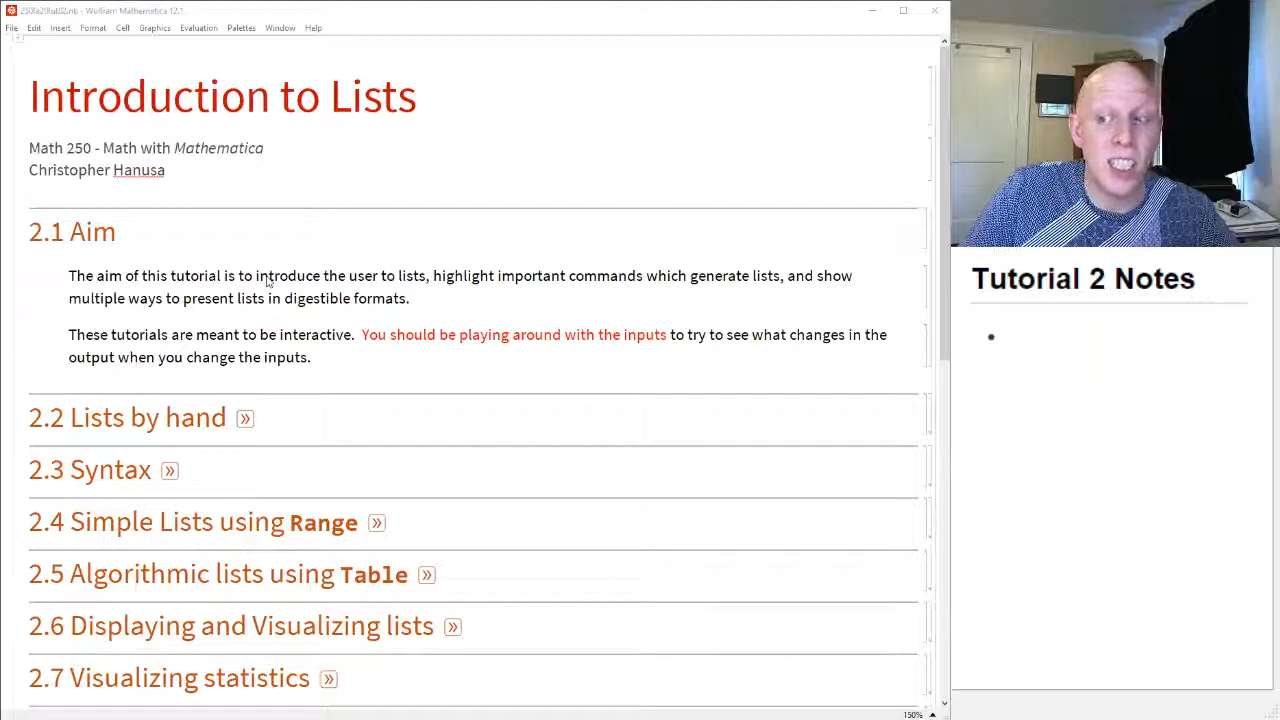 250fa20tut02.nb - Wolfram Mathematica 12.1
File Edit Insert Format Cell Graphics Evaluation Palettes Window Help
Introduction to Lists
Math 250 - Math with Mathematica
Christopher Hanusa
2.1 Aim
The aim of this tutorial is to introduce the user to lists, highlight important commands which generate lists, and show
multiple ways to present lists in digestible formats.
These tutorials are meant to be interactive. You should be playing around with the inputs to try to see what changes in the
output when you change the inputs.
2.2 Lists by hand »
2.3 Syntax »
2.4 Simple Lists using Range »
2.5 Algorithmic lists using Table »
2.6 Displaying and Visualizing lists »
2.7 Visualizing statistics »
150%
Tutorial 2 Notes
•